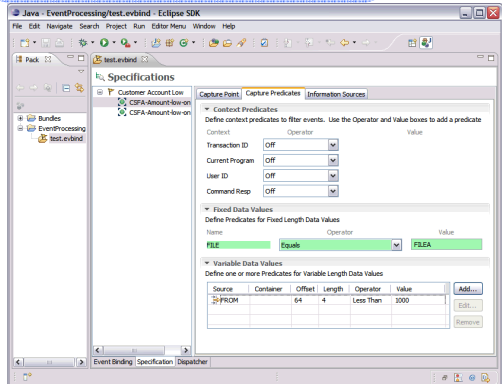 Java - EventProcessing/test.evbind - Eclipse SDK
File Edit Navigate Search Project Run Editor Menu Window Help
Pack
test.evbind
Specifications
Bundles
EventProcessing
test.evbind
Customer Account Low
CSFA-Amount-low-on
CSFA-Amount-low-on
Capture Point Capture Predicates Information Sources
Context Predicates
Define context predicates to filter events. Use the Operator and Value boxes to add a predicate
Context Operator Value
Transaction ID Off
Current Program Off
User ID Off
Command Resp Off
Fixed Data Values
Define Predicates for Fixed Length Data Values
Name Operator Value
FILE Equals FILEA
Variable Data Values
Define one or more Predicates for Variable Length Data Values
Source Container Offset Length Operator Value
FROM 64 4 Less Than 1000
Add...
Edit...
Remove
Event Binding Specification Dispatcher